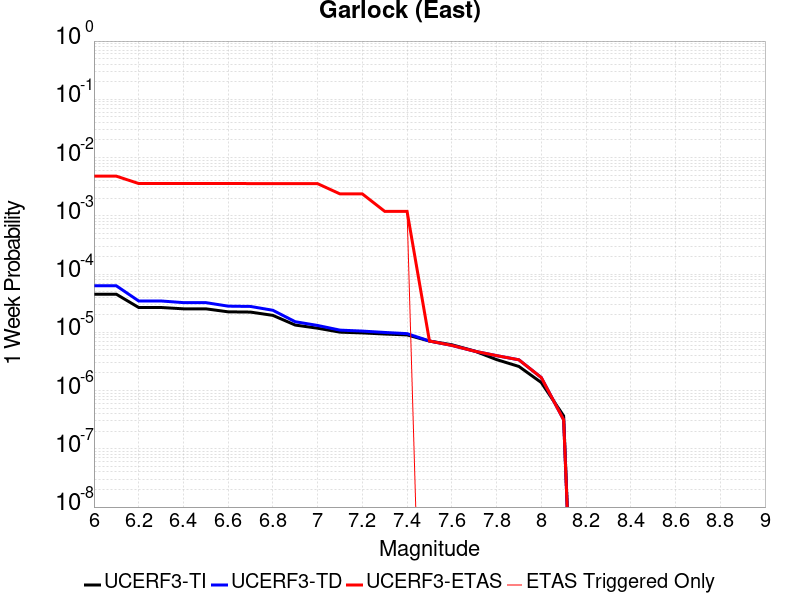 Garlock (East)
1 Week Probability
10^0
10^-1
10^-2
10^-3
10^-4
10^-5
10^-6
10^-7
10^-8
6 6.2 6.4 6.6 6.8 7 7.2 7.4 7.6 7.8 8 8.2 8.4 8.6 8.8 9
Magnitude
UCERF3-TI UCERF3-TD UCERF3-ETAS ETAS Triggered Only